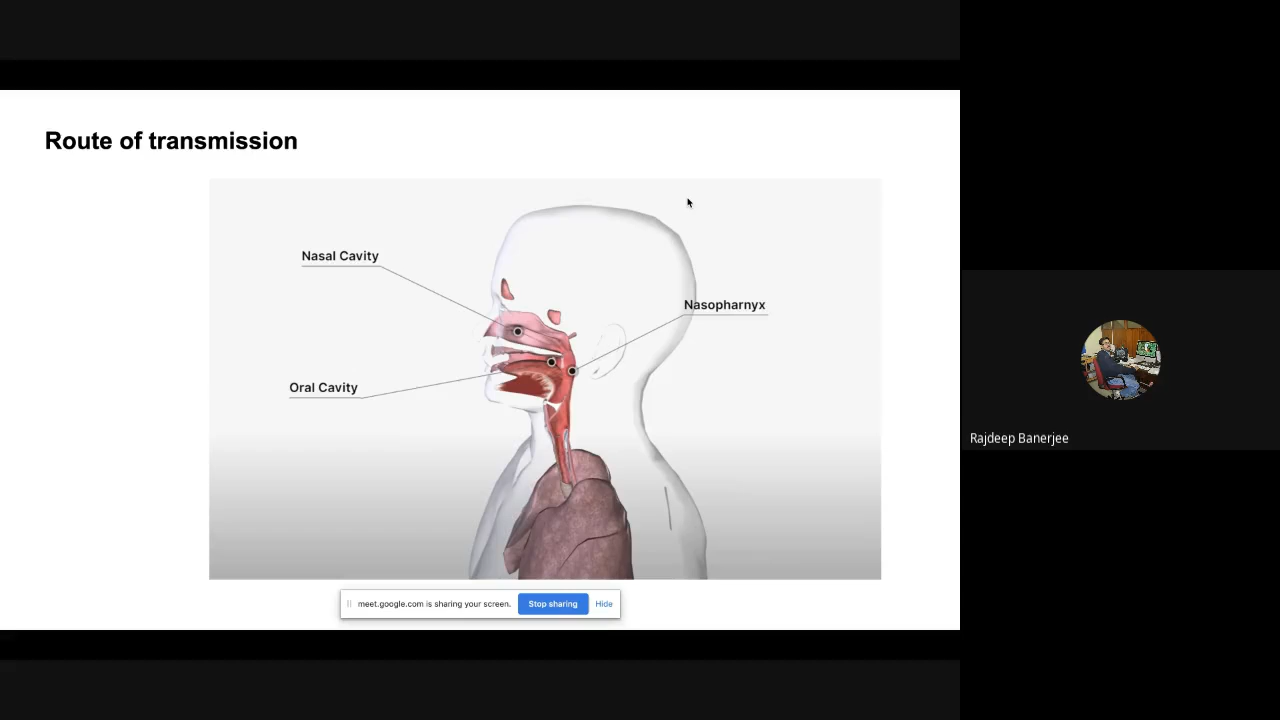 Route of transmission
Nasal Cavity
Nasopharnyx
Oral Cavity
Rajdeep Banerjee
meet.google.com is sharing your screen. Stop sharing Hide